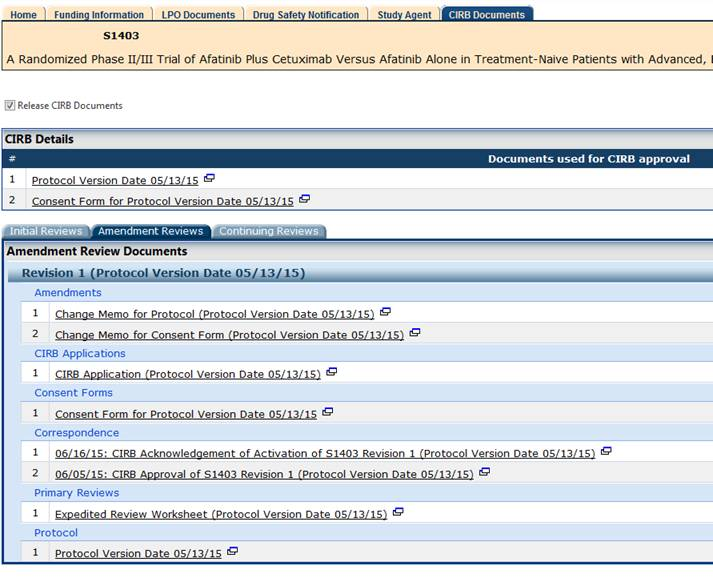 Home Funding Information LPO Documents Drug Safety Notification Study Agent CIRB Documents
S1403
A Randomized Phase II/III Trial of Afatinib Plus Cetuximab Versus Afatinib Alone in Treatment-Naive Patients with Advanced,
Release CIRB Documents
CIRB Details
# Documents used for CIRB approval
1 Protocol Version Date 05/13/15
2 Consent Form for Protocol Version Date 05/13/15
Initial Reviews Amendment Reviews Continuing Reviews
Amendment Review Documents
Revision 1 (Protocol Version Date 05/13/15)
Amendments
1 Change Memo for Protocol (Protocol Version Date 05/13/15)
2 Change Memo for Consent Form (Protocol Version Date 05/13/15)
CIRB Applications
1 CIRB Application (Protocol Version Date 05/13/15)
Consent Forms
1 Consent Form for Protocol Version Date 05/13/15
Correspondence
1 06/16/15: CIRB Acknowledgement of Activation of S1403 Revision 1 (Protocol Version Date 05/13/15)
2 06/05/15: CIRB Approval of S1403 Revision 1 (Protocol Version Date 05/13/15)
Primary Reviews
1 Expedited Review Worksheet (Protocol Version Date 05/13/15)
Protocol
1 Protocol Version Date 05/13/15